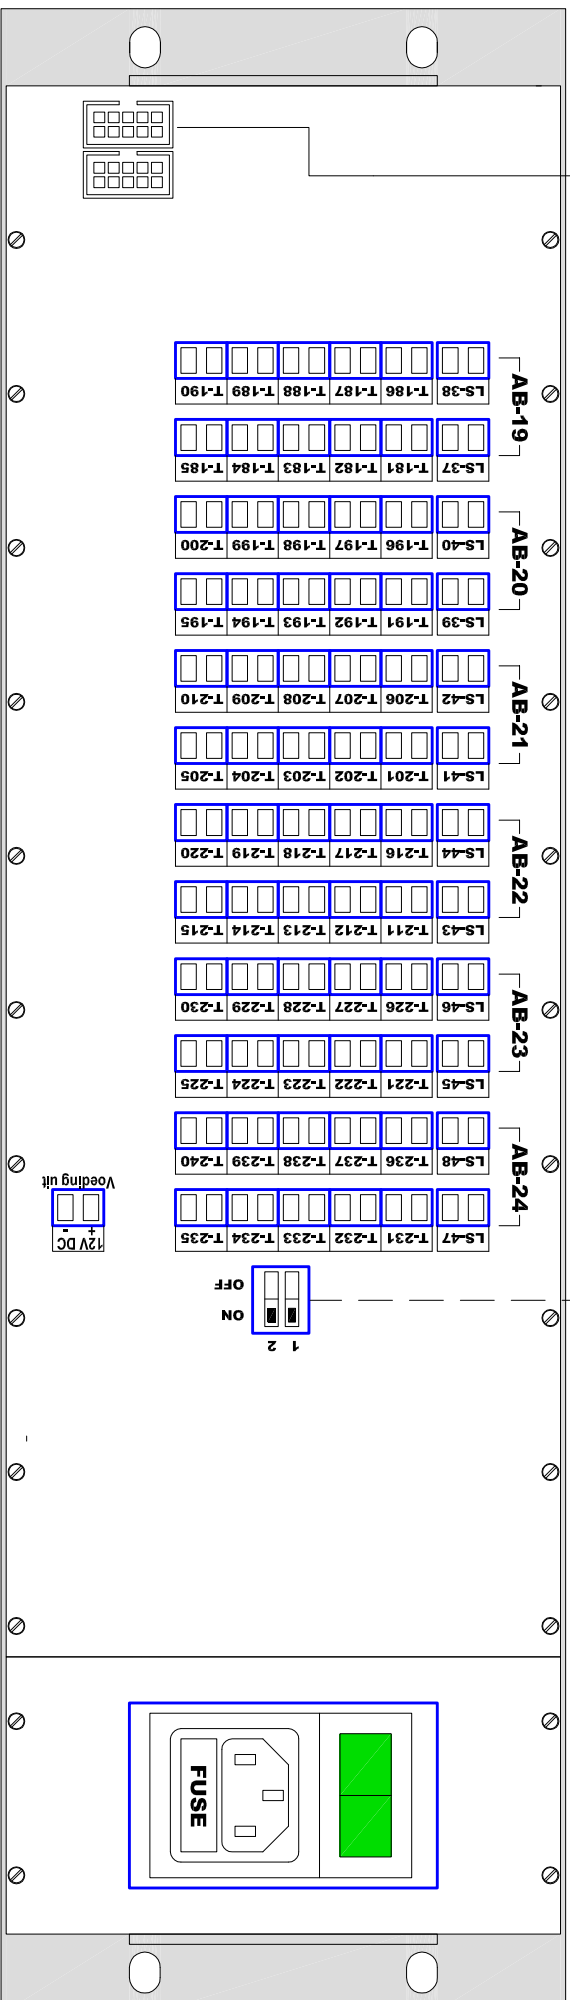 T-190 T-189 T-188 T-187 T-186 LS-38
AB-19
T-185 T-184 T-183 T-182 T-181 LS-37
T-200 T-199 T-198 T-197 T-196 LS-40
AB-20
T-195 T-194 T-193 T-192 T-191 LS-39
T-210 T-209 T-208 T-207 T-206 LS-42
AB-21
T-205 T-204 T-203 T-202 T-201 LS-41
T-220 T-219 T-218 T-217 T-216 LS-44
AB-22
T-215 T-214 T-213 T-212 T-211 LS-43
T-230 T-229 T-228 T-227 T-226 LS-46
AB-23
T-225 T-224 T-223 T-222 T-221 LS-45
T-240 T-239 T-238 T-237 T-236 LS-48
AB-24
Voeding uit
- +
12V DC
T-235 T-234 T-233 T-232 T-231 LS-47
OFF
ON
2 1
FUSE